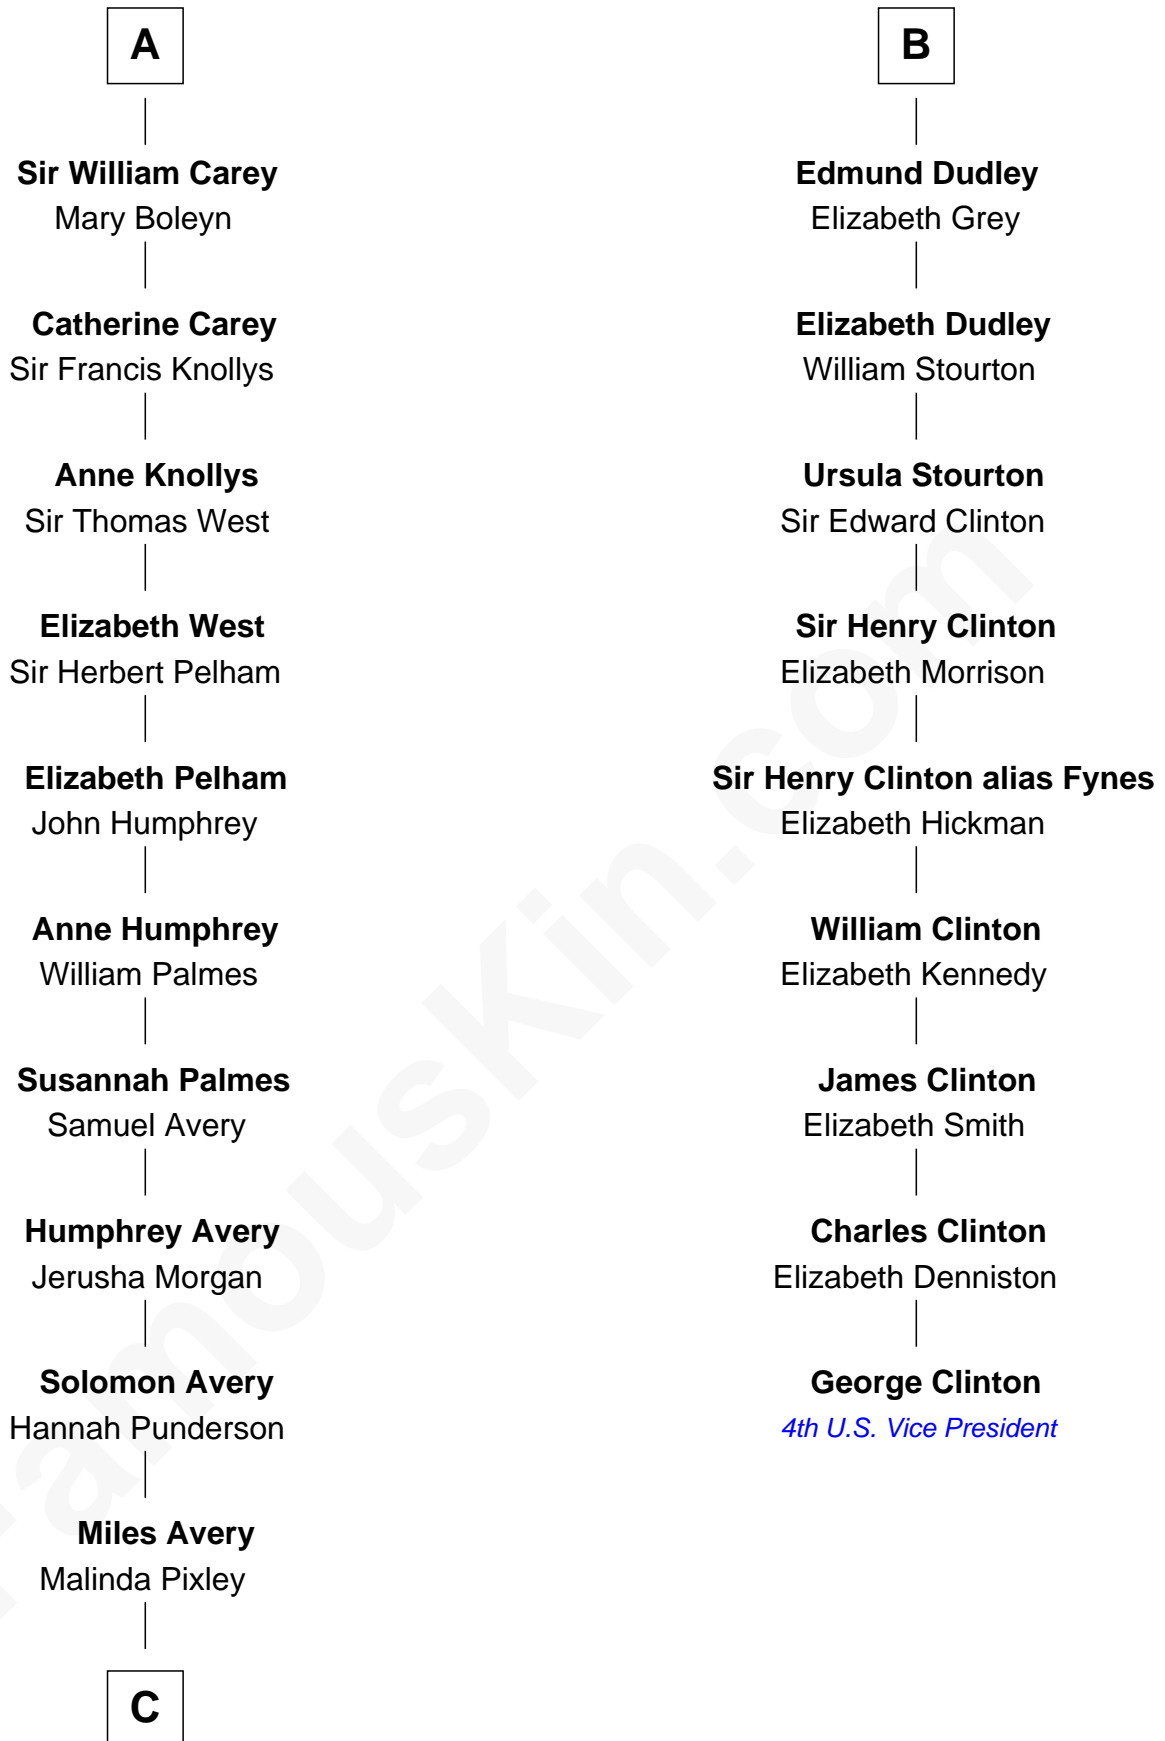 A
Sir William Carey
Mary Boleyn
Catherine Carey
Sir Francis Knollys
Anne Knollys
Sir Thomas West
Elizabeth West
Sir Herbert Pelham
Elizabeth Pelham
John Humphrey
Anne Humphrey
William Palmes
Susannah Palmes
Samuel Avery
Humphrey Avery
Jerusha Morgan
Solomon Avery
Hannah Punderson
Miles Avery
Malinda Pixley
C
B
Edmund Dudley
Elizabeth Grey
Elizabeth Dudley
William Stourton
Ursula Stourton
Sir Edward Clinton
Sir Henry Clinton
Elizabeth Morrison
Sir Henry Clinton alias Fynes
Elizabeth Hickman
William Clinton
Elizabeth Kennedy
James Clinton
Elizabeth Smith
Charles Clinton
Elizabeth Denniston
George Clinton
4th U.S. Vice President
FamousKin.com